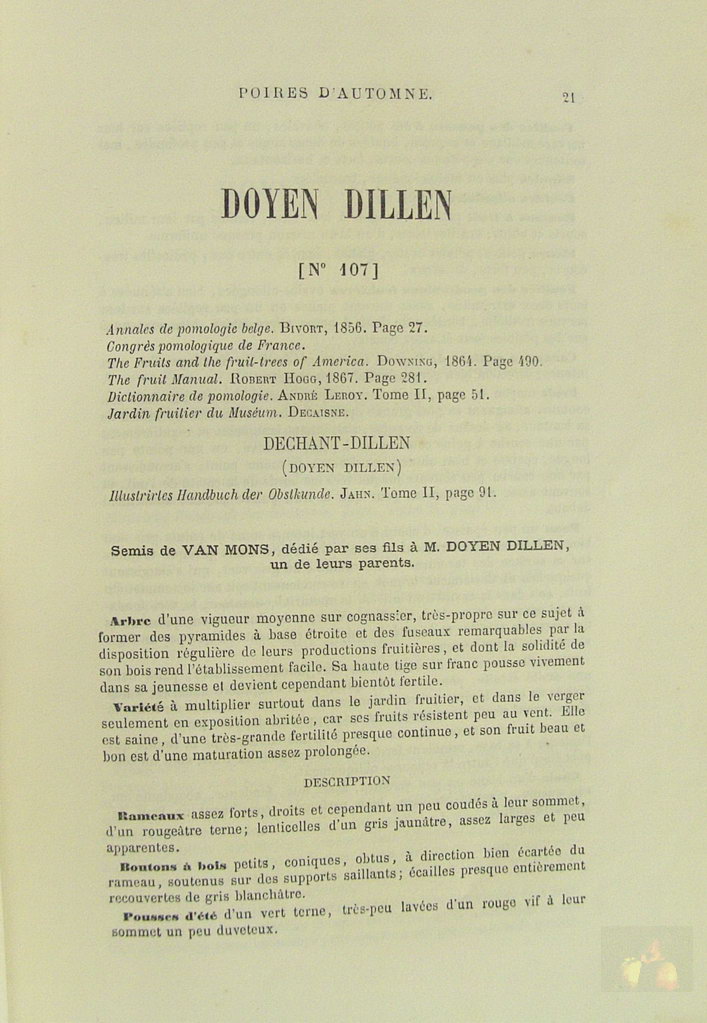 POIRES D'AUTOMNE. 21
DOYEN DILLEN
[N° 107]
Annales de pomologie belge. BIVORT, 1856. Page 27.
Congrès pomologique de France.
The Fruits and the fruit-trees of America. DOWNING, 1864. Page 490.
The fruit Manual. ROBERT HOGG, 1867. Page 281.
Dictionnaire de pomologie. ANDRÉ LEROY. Tome II, page 51.
Jardin fruitier du Muséum. DECAISNE.
DECHANT-DILLEN
(DOYEN DILLEN)
Illustrirtes Handbuch der Obstkunde. JAHN. Tome II, page 91.
Semis de VAN MONS, dédié par ses fils à M. DOYEN DILLEN,
un de leurs parents.
Arbre d'une vigueur moyenne sur cognassier, très-propre sur ce sujet à
former des pyramides à base étroite et des fuseaux remarquables par la
disposition régulière de leurs productions fruitières, et dont la solidité de
son bois rend l'établissement facile. Sa haute tige sur franc pousse vivement
dans sa jeunesse et devient cependant bientôt fertile.
Variété à multiplier surtout dans le jardin fruitier, et dans le verger
seulement en exposition abritée, car ses fruits résistent peu au vent. Elle
est saine, d'une très-grande fertilité presque continue, et son fruit beau et
bon est d'une maturation assez prolongée.
DESCRIPTION
Rameaux assez forts, droits et cependant un peu coudés à leur sommet,
d'un rougeâtre terne; lenticelles d'un gris jaunâtre, assez larges et peu
apparentes.
Boutons à bois petits, coniques, obtus, à direction bien écartée du
rameau, soutenus sur des supports saillants; écailles presque entièrement
recouvertes de gris blanchâtre.
Pousses d'été d'un vert terne, très-peu lavées d'un rouge vif à leur
sommet un peu duveteux.